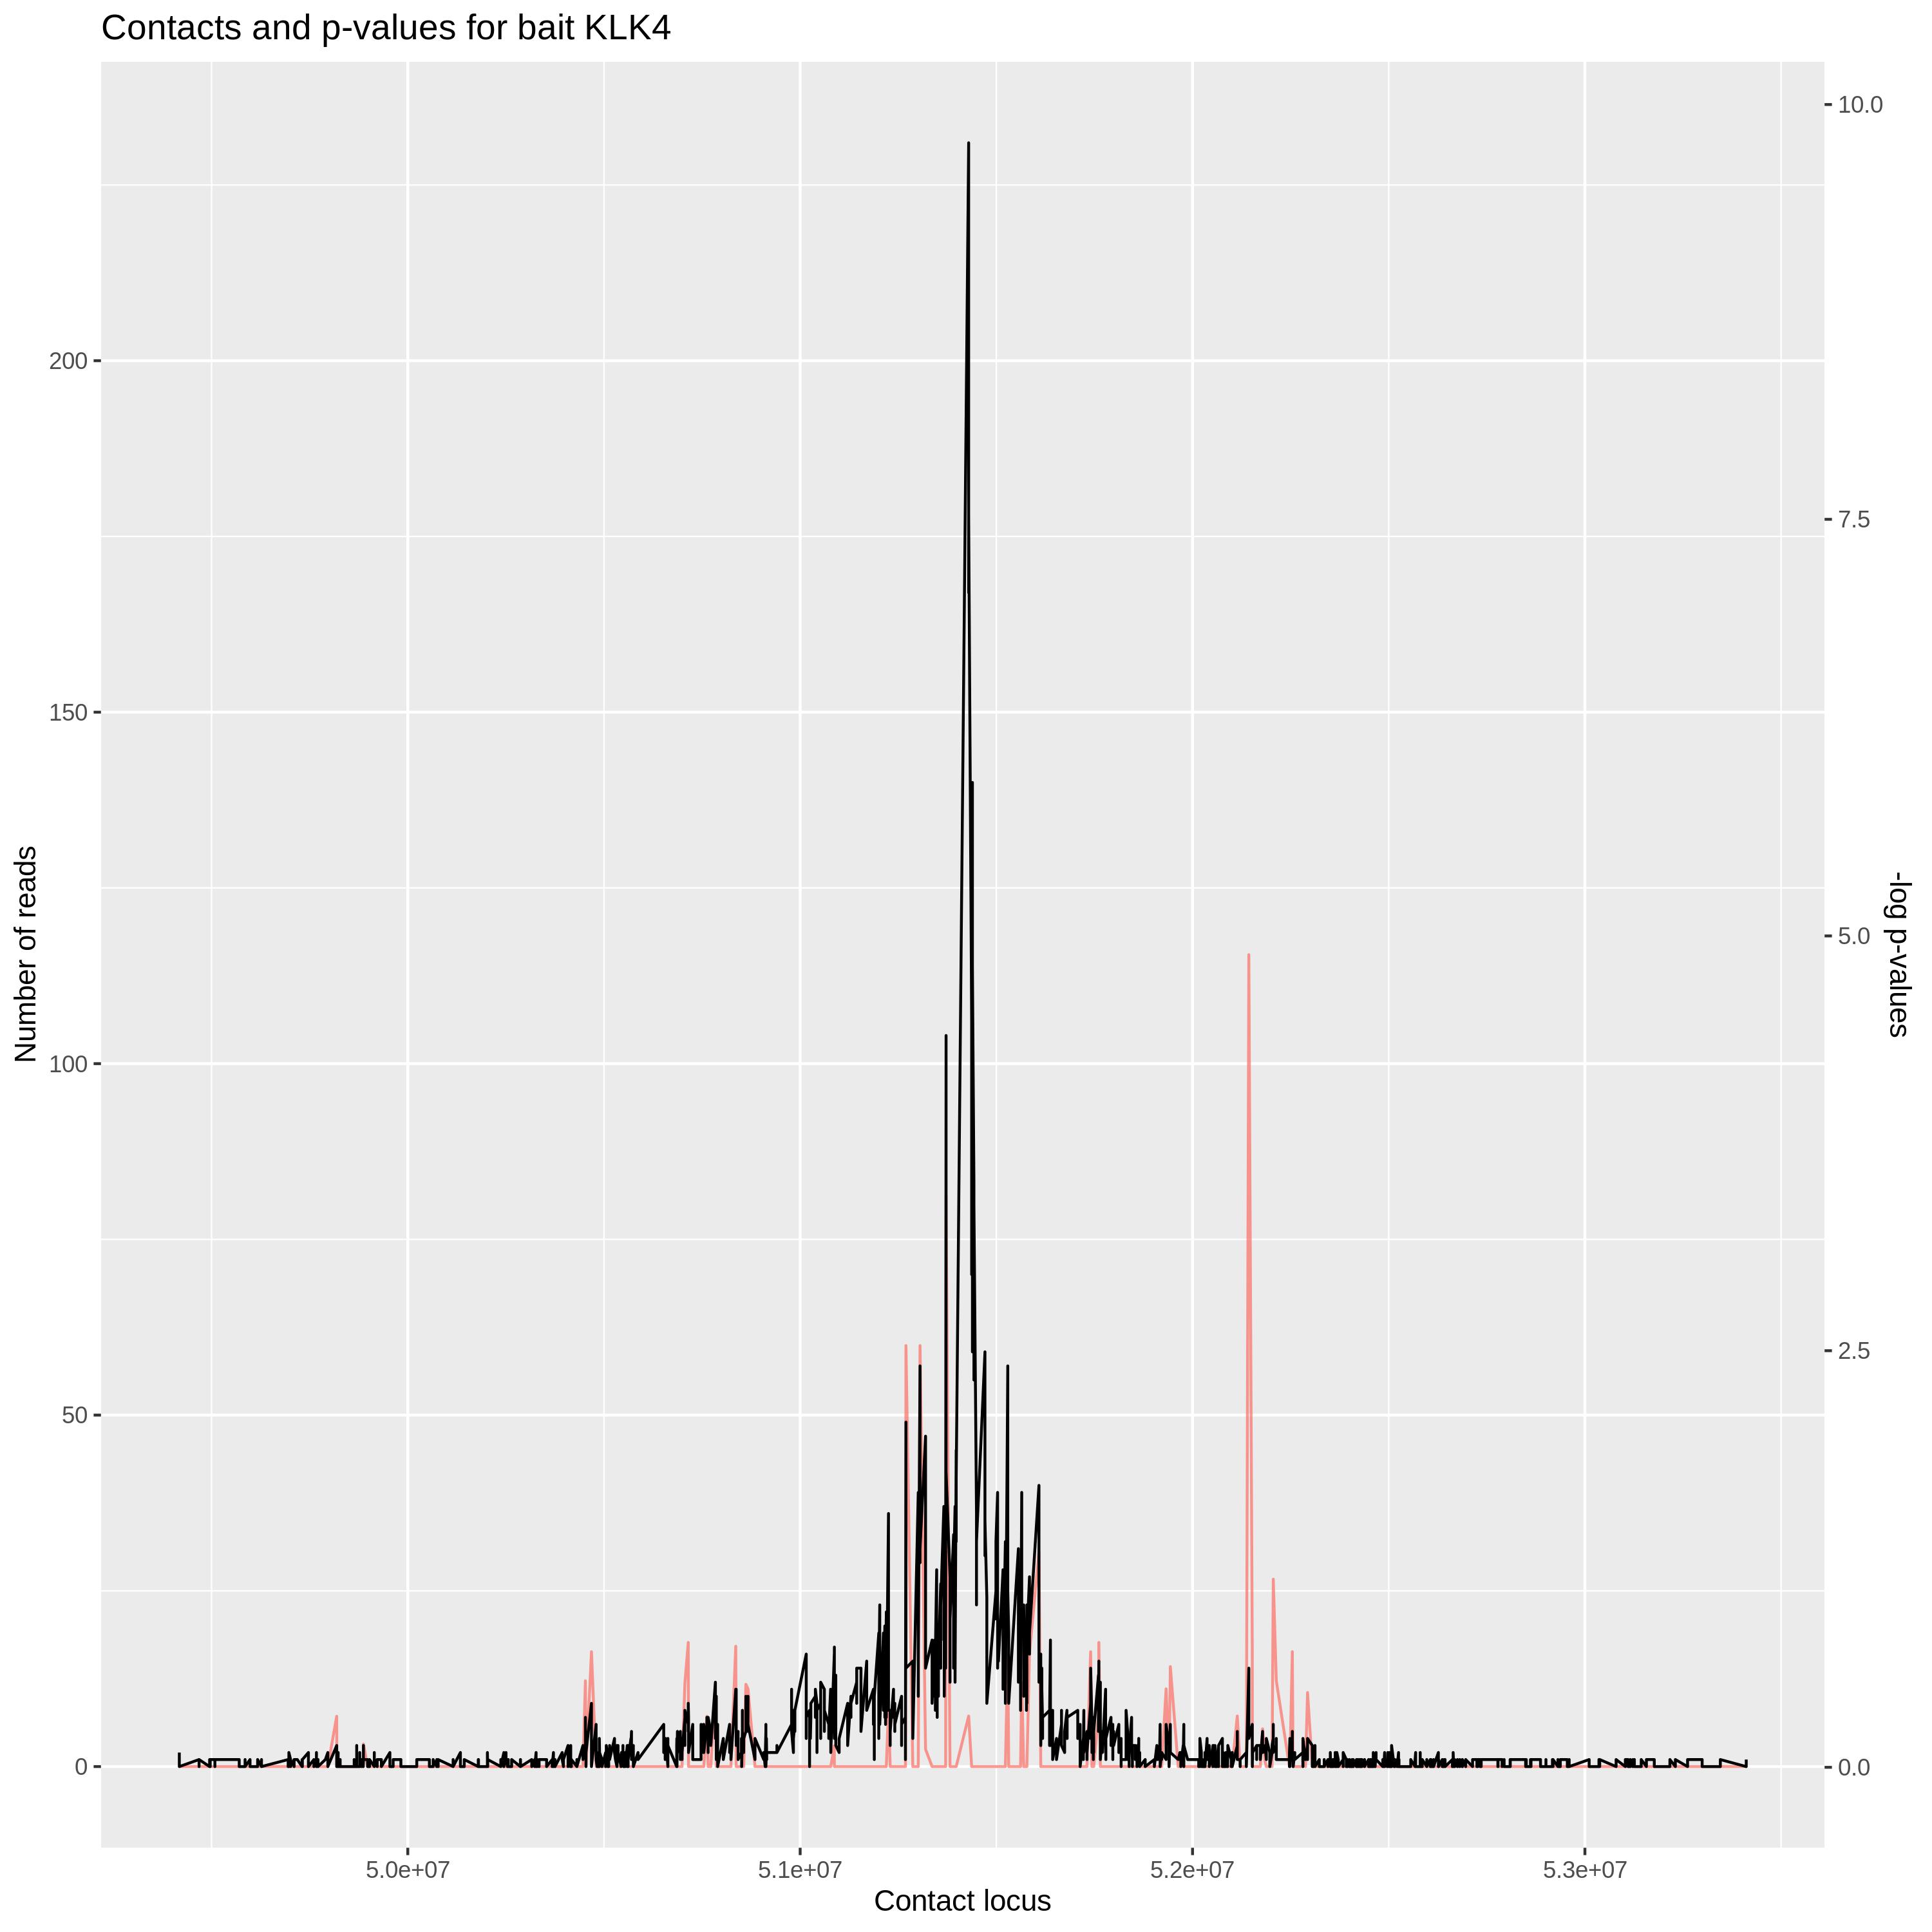 Contacts and p-values for bait KLK4
10.0
200
7.5
150
Number of reads
-log p-values
5.0
100
2.5
50
0
0.0
5.0e+07 5.1e+07 5.2e+07 5.3e+07
Contact locus